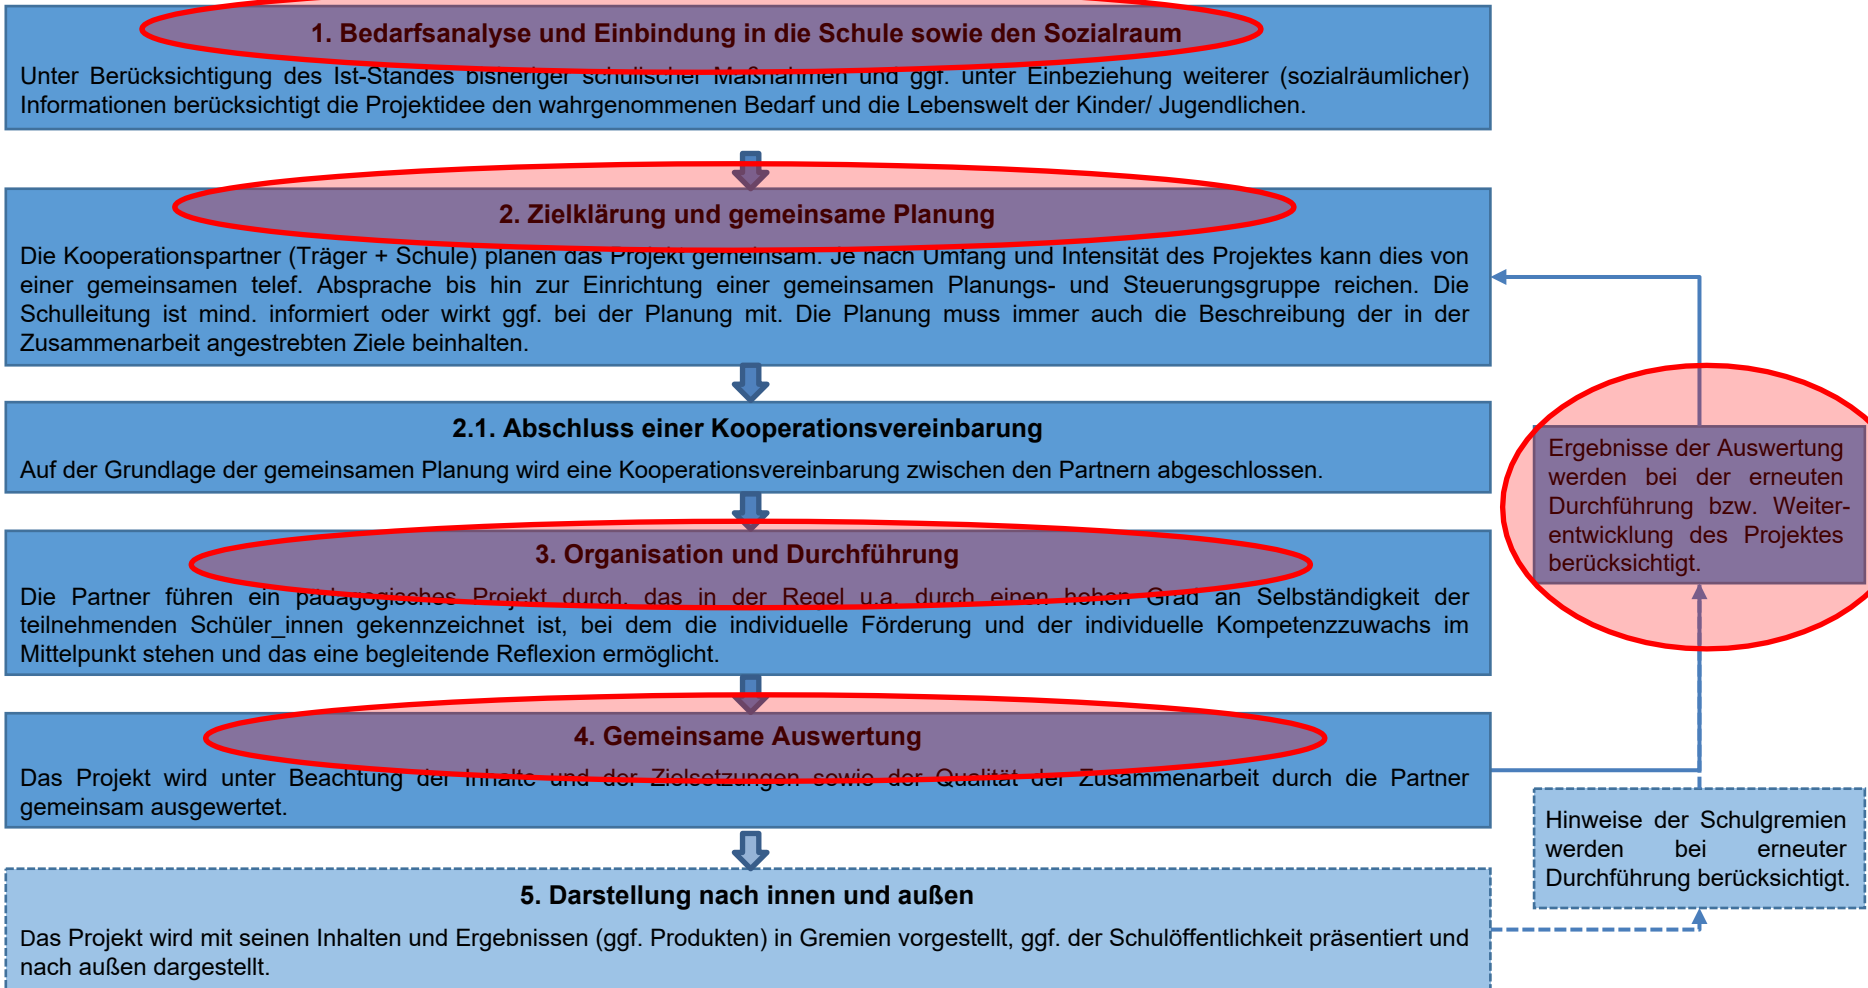 1. Bedarfsanalyse und Einbindung in die Schule sowie den Sozialraum
Unter Berücksichtigung des Ist-Standes bisheriger schulischer Maßnahmen und ggf. unter Einbeziehung weiterer (sozialräumlicher)
Informationen berücksichtigt die Projektidee den wahrgenommenen Bedarf und die Lebenswelt der Kinder/ Jugendlichen.
2. Zielklärung und gemeinsame Planung
Die Kooperationspartner (Träger + Schule) planen das Projekt gemeinsam. Je nach Umfang und Intensität des Projektes kann dies von
einer gemeinsamen telef. Absprache bis hin zur Einrichtung einer gemeinsamen Planungs- und Steuerungsgruppe reichen. Die
Schulleitung ist mind. informiert oder wirkt ggf. bei der Planung mit. Die Planung muss immer auch die Beschreibung der in der
Zusammenarbeit angestrebten Ziele beinhalten.
2.1. Abschluss einer Kooperationsvereinbarung
Auf der Grundlage der gemeinsamen Planung wird eine Kooperationsvereinbarung zwischen den Partnern abgeschlossen.
3. Organisation und Durchführung
Die Partner führen ein pädagogisches Projekt durch, das in der Regel u.a. durch einen hohen Grad an Selbständigkeit der
teilnehmenden Schüler_innen gekennzeichnet ist, bei dem die individuelle Förderung und der individuelle Kompetenzzuwachs im
Mittelpunkt stehen und das eine begleitende Reflexion ermöglicht.
4. Gemeinsame Auswertung
Das Projekt wird unter Beachtung der Inhalte und der Zielsetzungen sowie der Qualität der Zusammenarbeit durch die Partner
gemeinsam ausgewertet.
5. Darstellung nach innen und außen
Das Projekt wird mit seinen Inhalten und Ergebnissen (ggf. Produkten) in Gremien vorgestellt, ggf. der Schulöffentlichkeit präsentiert und
nach außen dargestellt.
Ergebnisse der Auswertung
werden bei der erneuten
Durchführung bzw. Weiter-
entwicklung des Projektes
berücksichtigt.
Hinweise der Schulgremien
werden bei erneuter
Durchführung berücksichtigt.